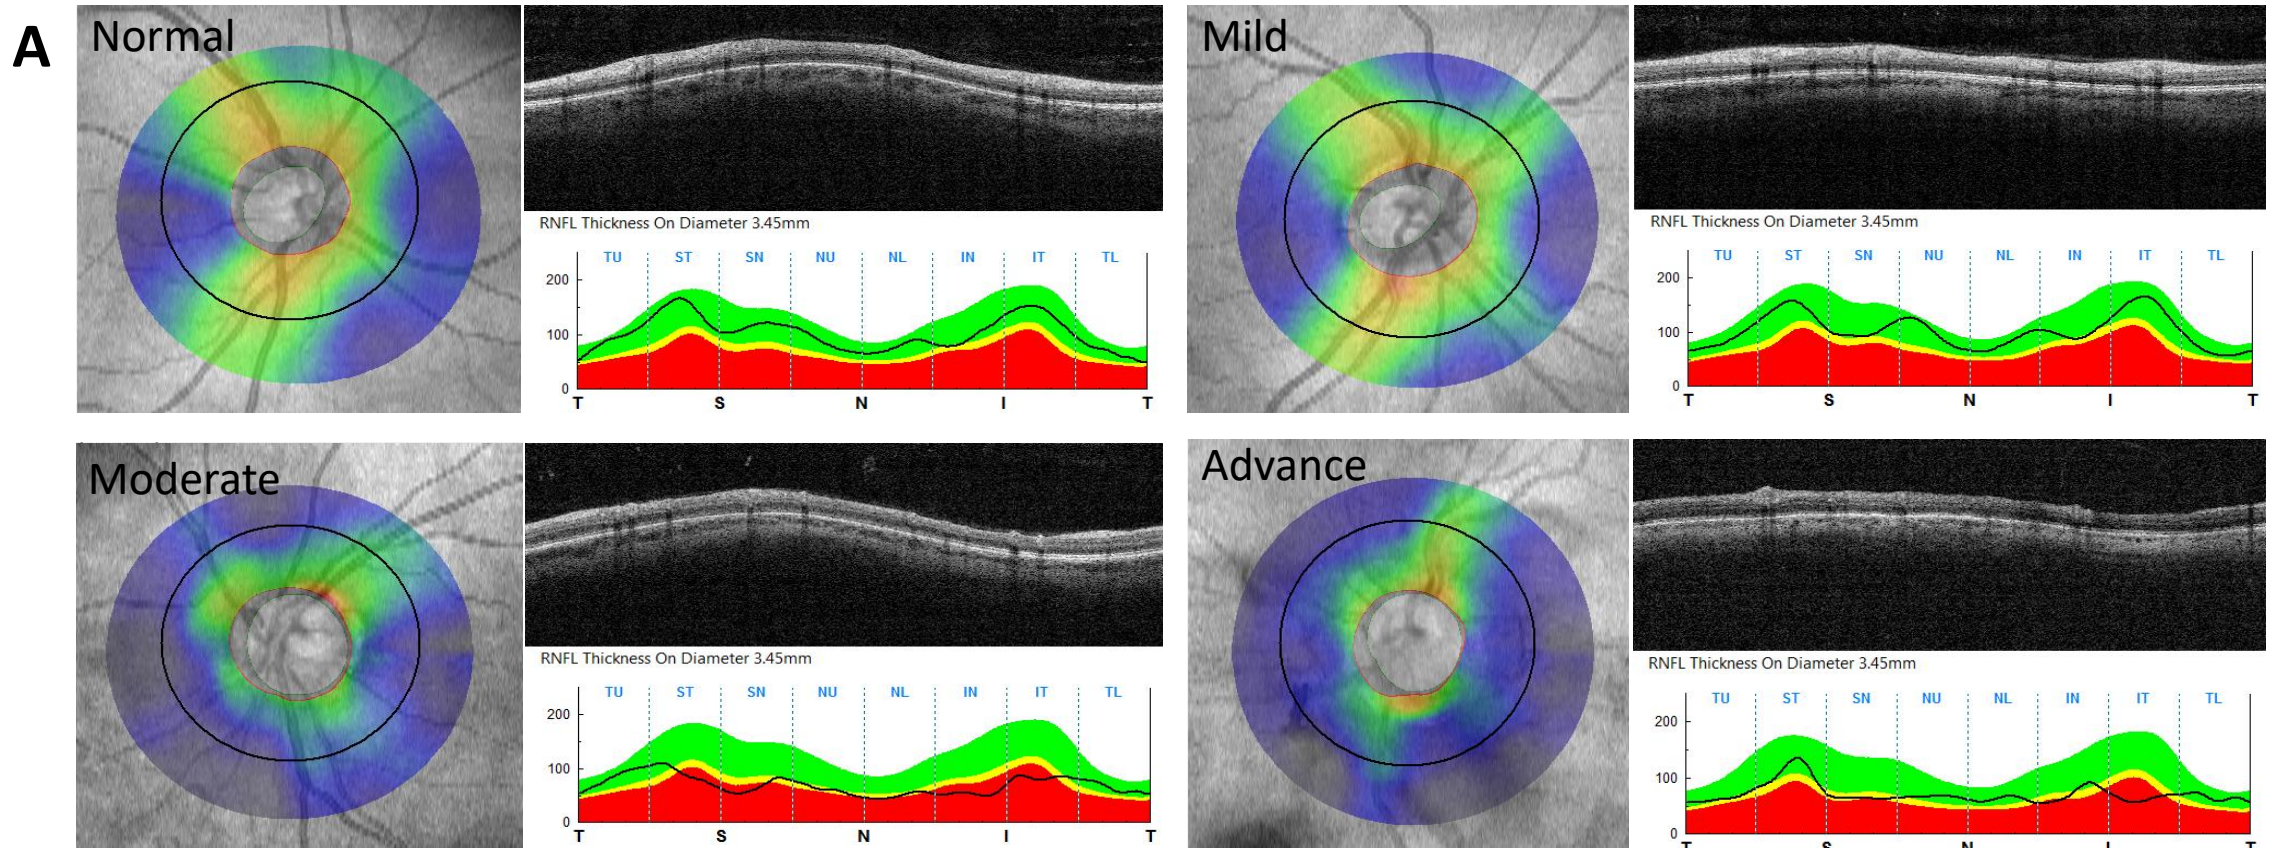 A
Normal
RNFL Thickness On Diameter 3.45mm
TU ST SN NU NL IN IT TL
200
100
0
T S N I T
Mild
RNFL Thickness On Diameter 3.45mm
TU ST SN NU NL IN IT TL
200
100
0
T S N I T
Moderate
RNFL Thickness On Diameter 3.45mm
TU ST SN NU NL IN IT TL
200
100
0
T S N I T
Advance
RNFL Thickness On Diameter 3.45mm
TU ST SN NU NL IN IT TL
200
100
0
T S N I T